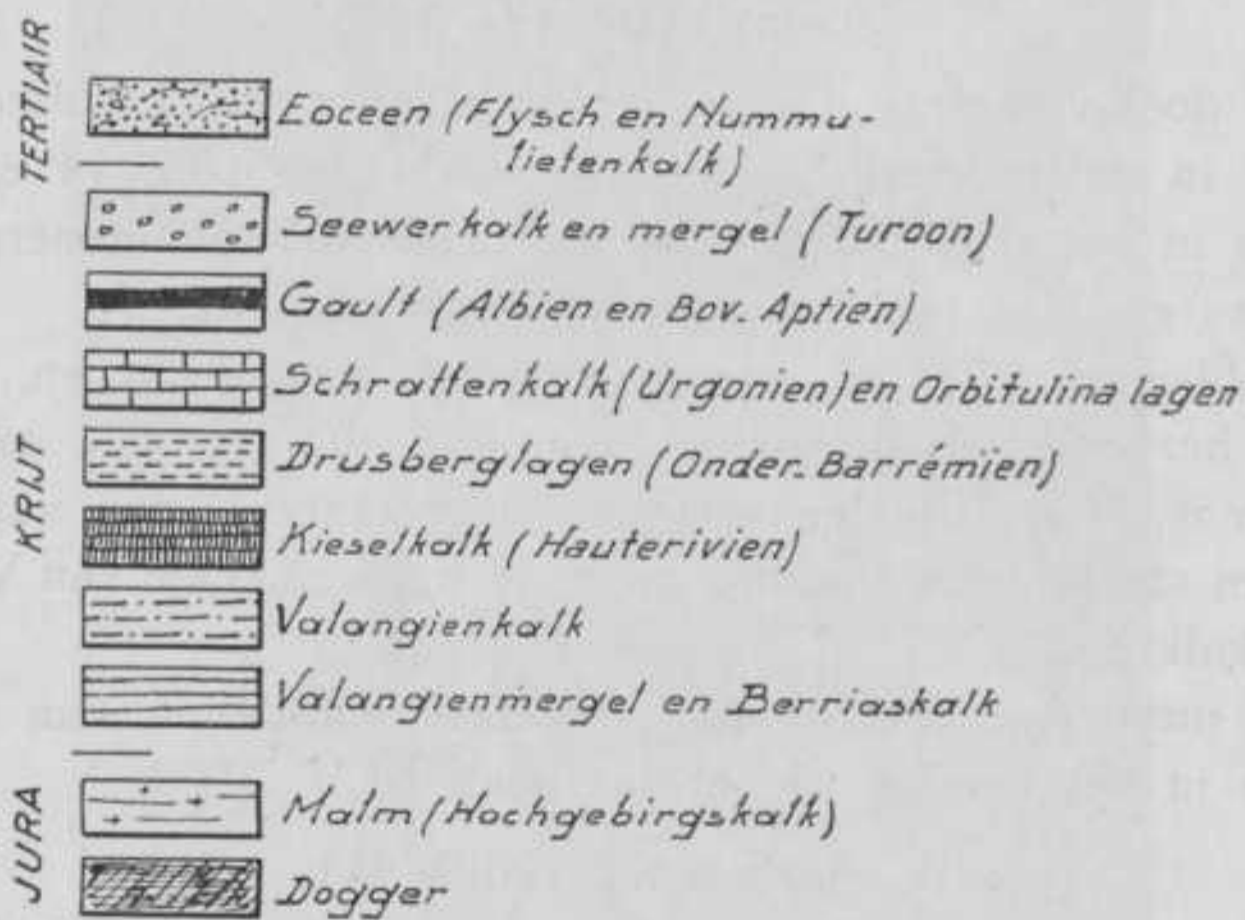 TERTIAIR
Eoceen (Flysch en Nummu-
lietenkalk)
KRIJT
Seewerkalk en mergel (Turoon)
Gault (Albien en Bov. Aptien)
Schrattenkalk (Urgonien) en Orbitulina lagen
Drusberglagen (Onder. Barrémien)
Kieselkalk (Hauterivien)
Valangienkalk
Valangienmergel en Berriaskalk
JURA
Malm (Hochgebirgskalk)
Dogger